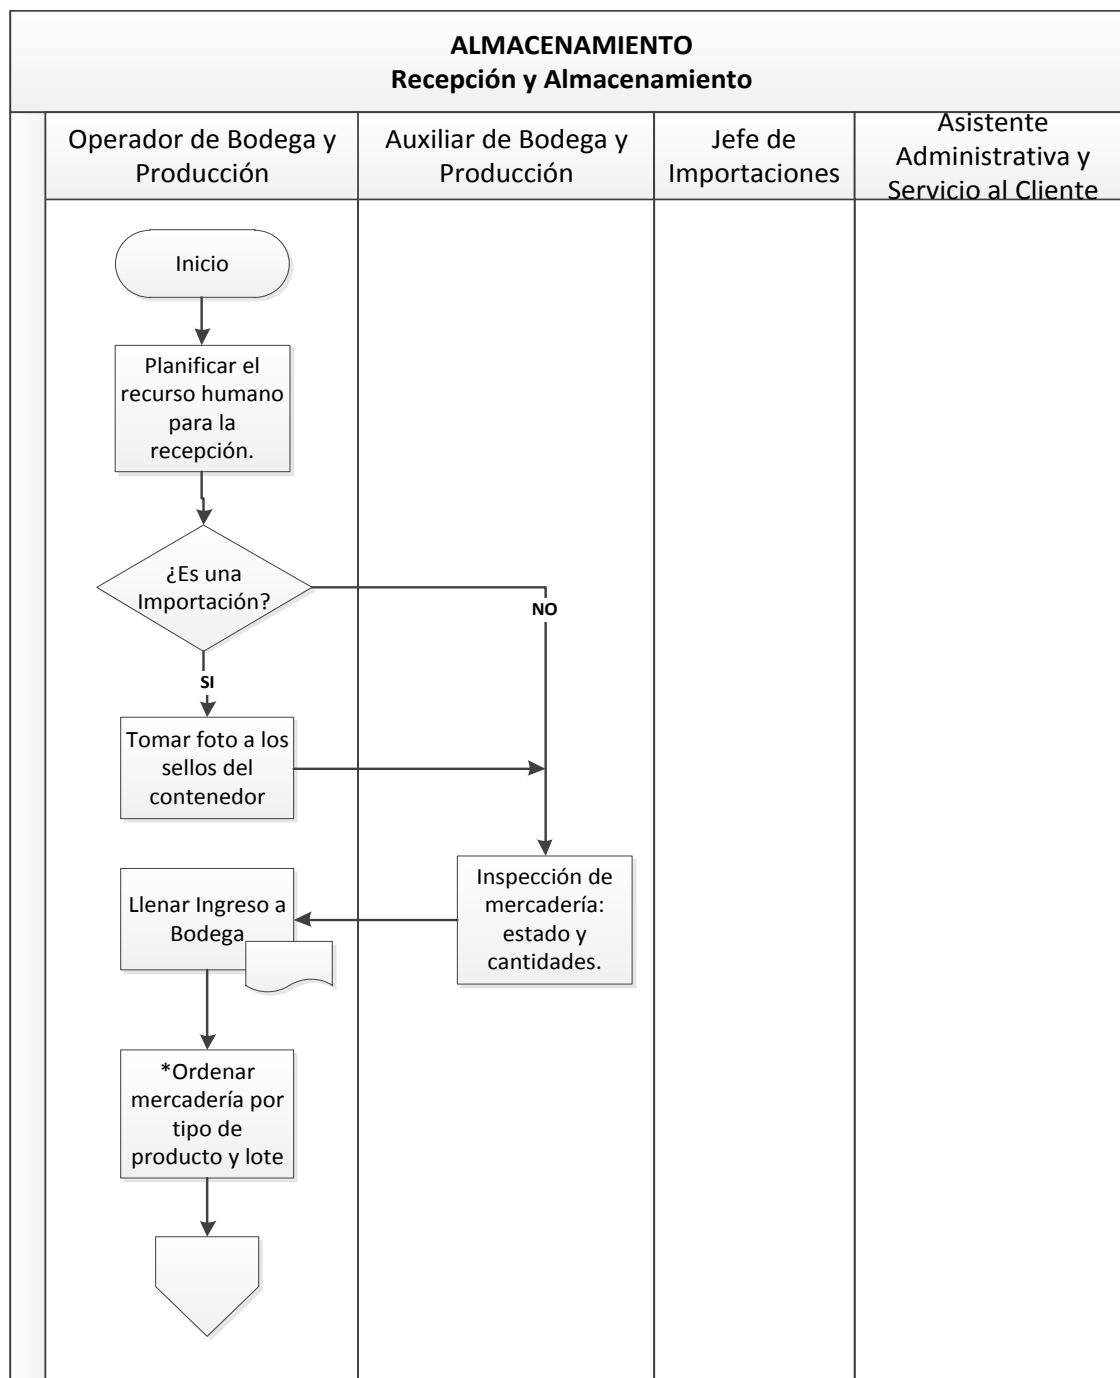 ALMACENAMIENTO
Recepción y Almacenamiento
Operador de Bodega y
Producción
Auxiliar de Bodega y
Producción
Jefe de
Importaciones
Asistente
Administrativa y
Servicio al Cliente
Inicio
Planificar el
recurso humano
para la
recepción.
¿Es una
Importación?
NO
SI
Tomar foto a los
sellos del
contenedor
Inspección de
mercadería:
estado y
cantidades.
Llenar Ingreso a
Bodega
*Ordenar
mercadería por
tipo de
producto y lote